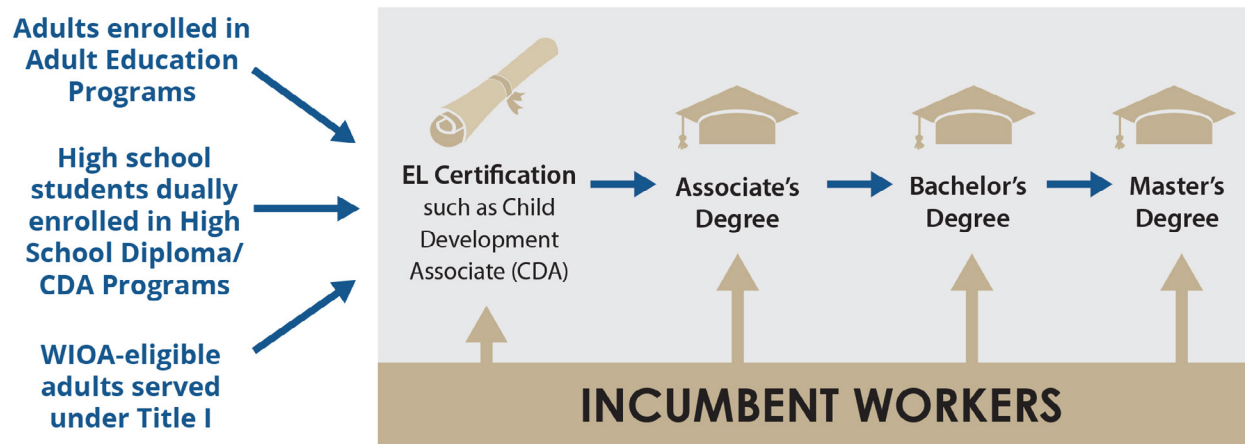 Adults enrolled in
Adult Education
Programs
High school
students dually
enrolled in High
School Diploma/
CDA Programs
WIOA-eligible
adults served
under Title I
EL Certification
such as Child
Development
Associate (CDA)
Associate's
Degree
Bachelor's
Degree
Master's
Degree
INCUMBENT WORKERS